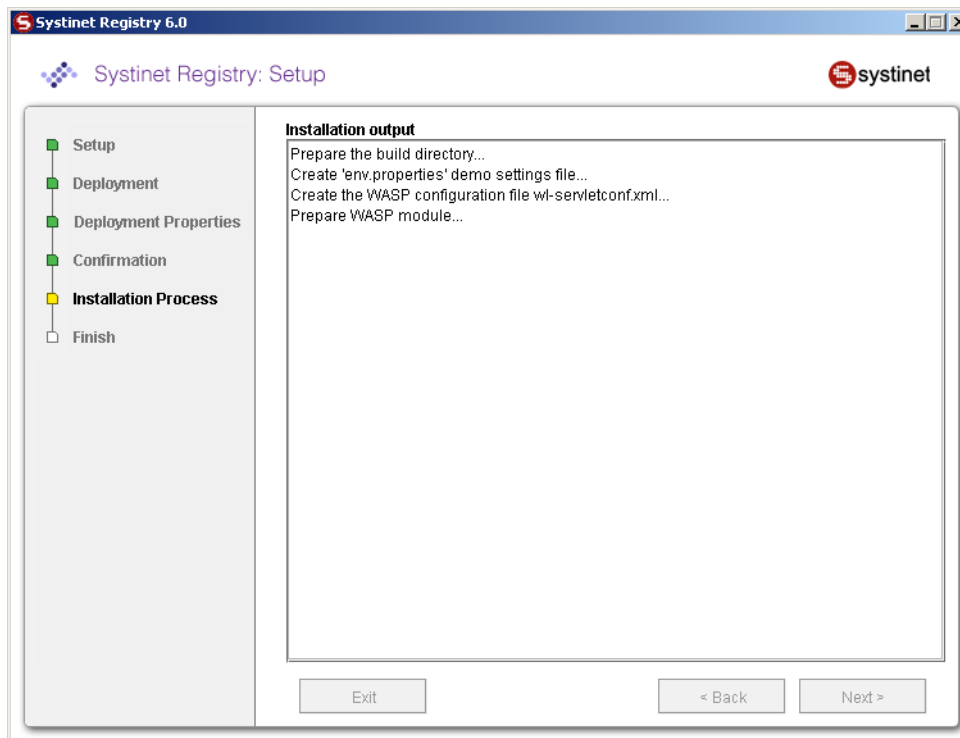 Systinet Registry 6.0
Systinet Registry: Setup
systinet
Setup
Deployment
Deployment Properties
Confirmation
Installation Process
Finish
Installation output
Prepare the build directory...
Create 'env.properties' demo settings file...
Create the WASP configuration file wl-servletconf.xml...
Prepare WASP module...
Exit
< Back
Next >